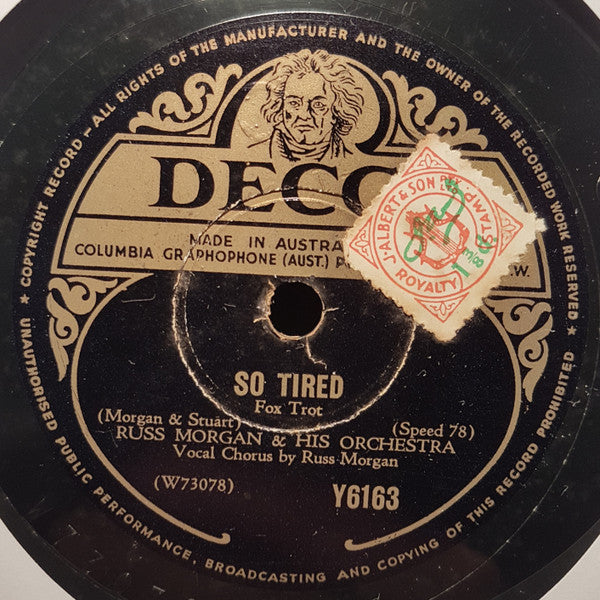 COPYRIGHT RECORD — ALL RIGHTS OF THE MANUFACTURER AND THE OWNER OF THE RECORDED WORK RESERVED ★
★ UNAUTHORISED PUBLIC PERFORMANCE, BROADCASTING AND COPYING OF THIS RECORD PROHIBITED
DECC
MADE IN AUSTRA
COLUMBIA GRAPHOPHONE (AUST.) P
.W.
J. ALBERT & SON
STAMP
ROYALTY
SO TIRED
Fox Trot
(Morgan & Stuart)
(Speed 78)
RUSS MORGAN & HIS ORCHESTRA
Vocal Chorus by Russ Morgan
(W73078)
Y6163